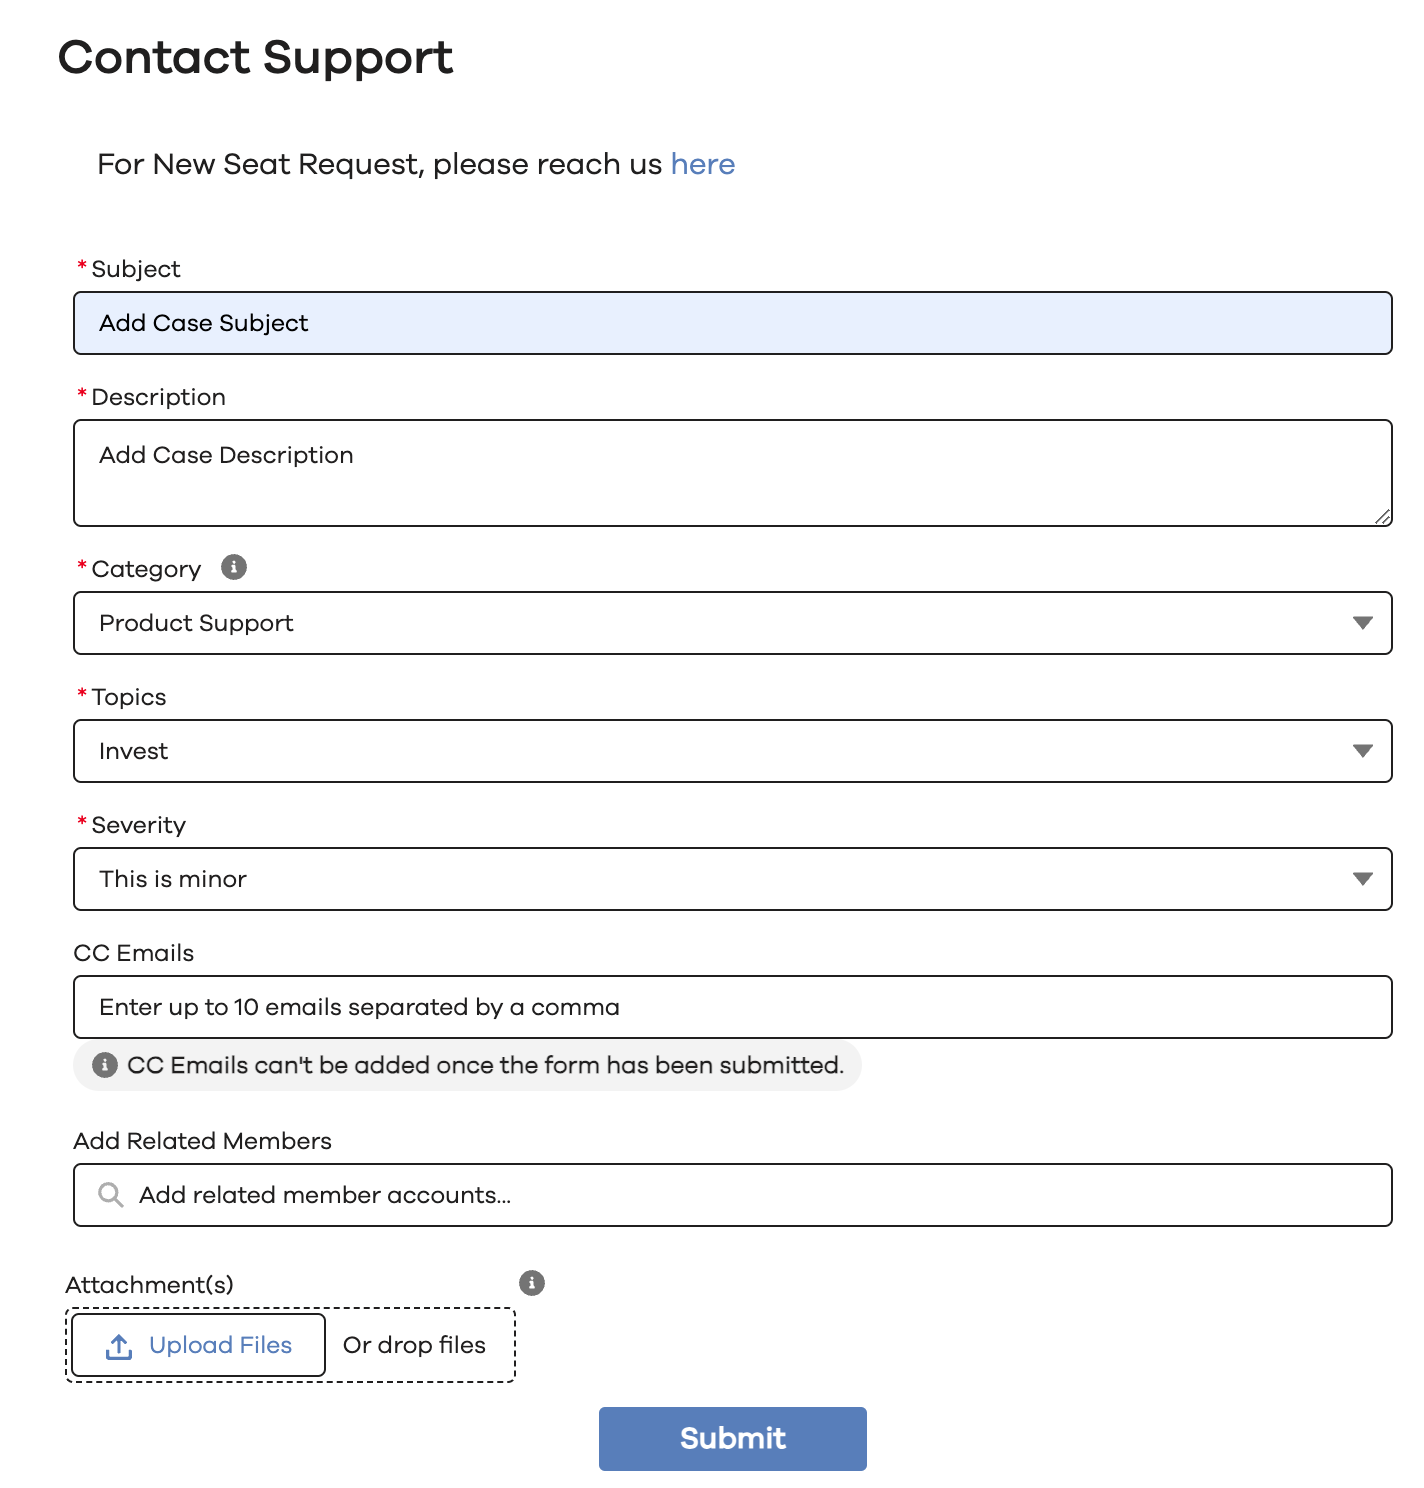 Contact Support
For New Seat Request, please reach us here
* Subject
Add Case Subject
* Description
Add Case Description
* Category
Product Support
* Topics
Invest
* Severity
This is minor
CC Emails
Enter up to 10 emails separated by a comma
CC Emails can't be added once the form has been submitted.
Add Related Members
Add related member accounts...
Attachment(s)
Upload Files Or drop files
Submit